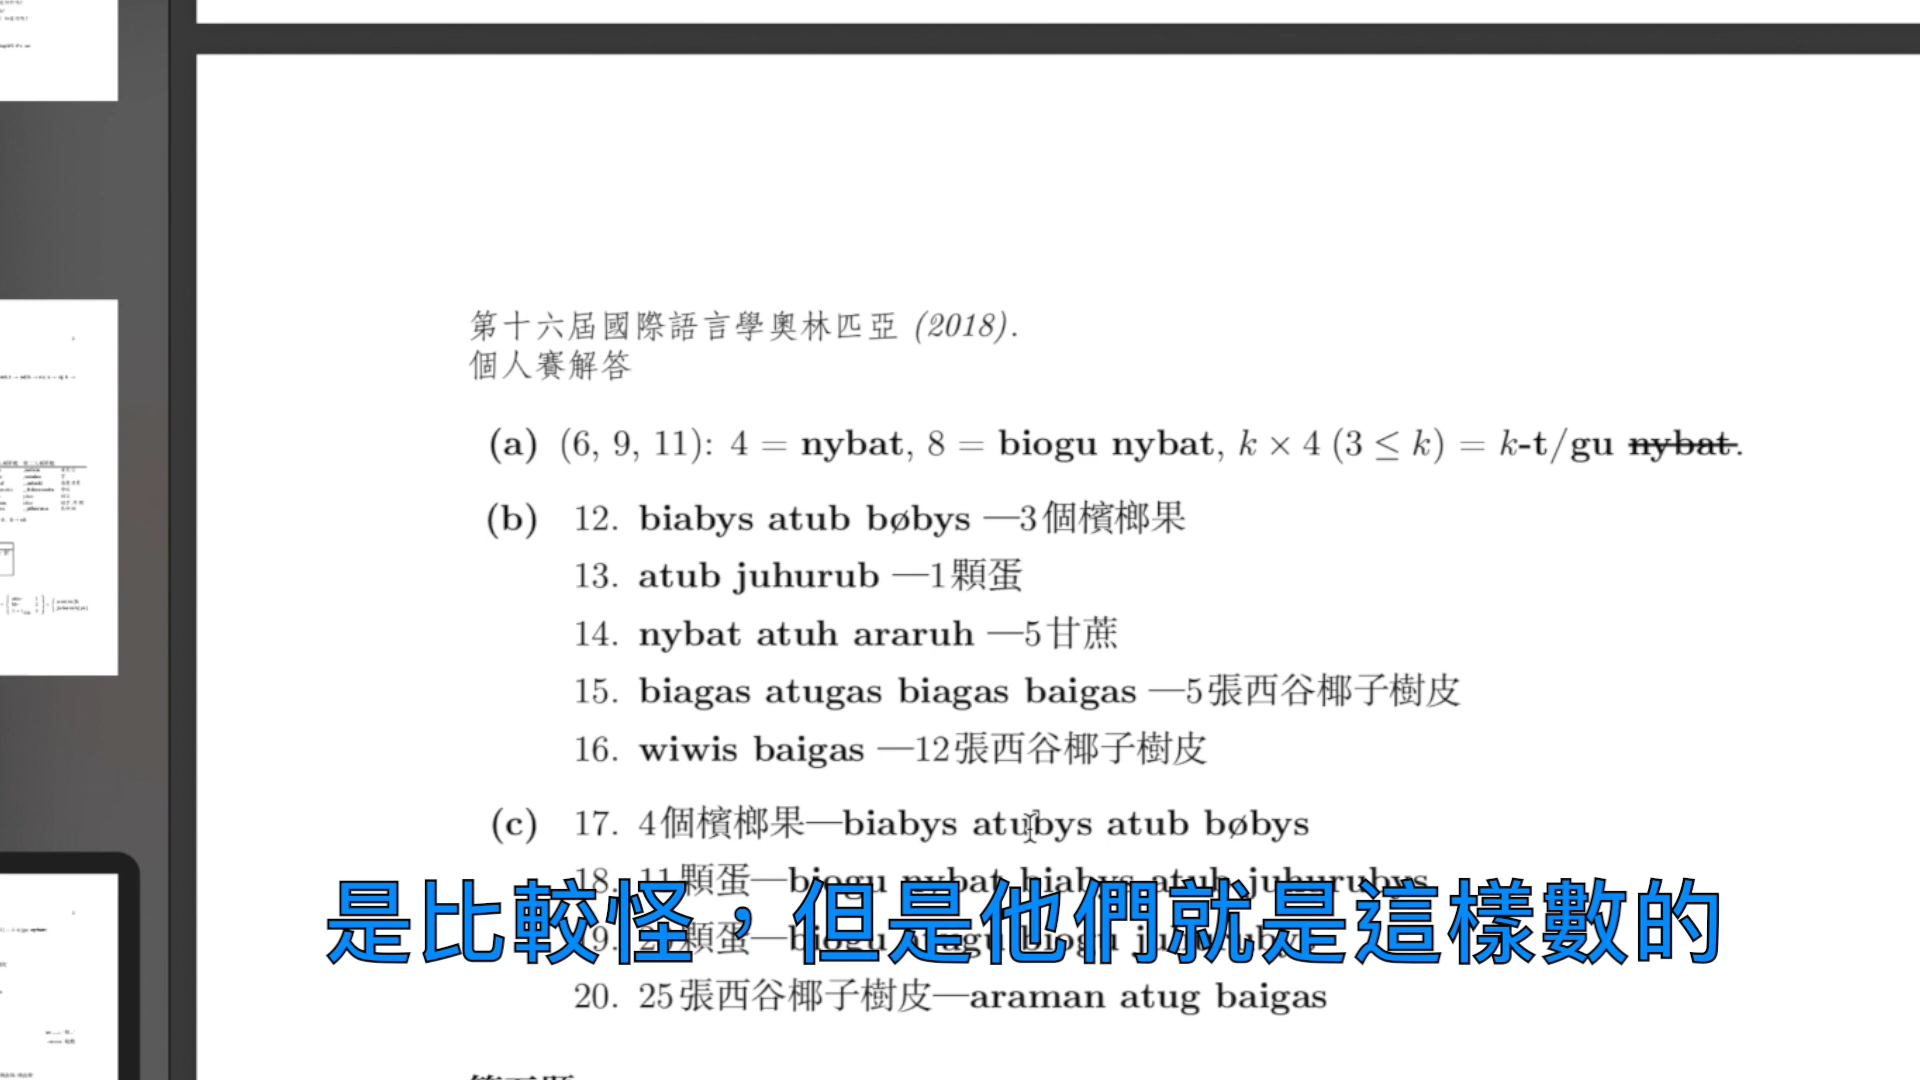 第十六屆國際語言學奧林匹亞 (2018).
個人賽解答
(a) (6, 9, 11): 4 = nybat, 8 = biogu nybat, k × 4 (3 ≤ k) = k-t/gu nybat.
(b) 12. biabys atub bøbys —3個檳榔果
13. atub juhurub —1顆蛋
14. nybat atuh araruh —5甘蔗
15. biagas atugas biagas baigas —5張西谷椰子樹皮
16. wiwis baigas —12張西谷椰子樹皮
(c) 17. 4個檳榔果—biabys atubys atub bøbys
18. 11顆蛋—biogu nybat biabys atub juhurubys
顆蛋—biogu
20. 25張西谷椰子樹皮—araman atug baigas
是比較怪，但是他們就是這樣數的